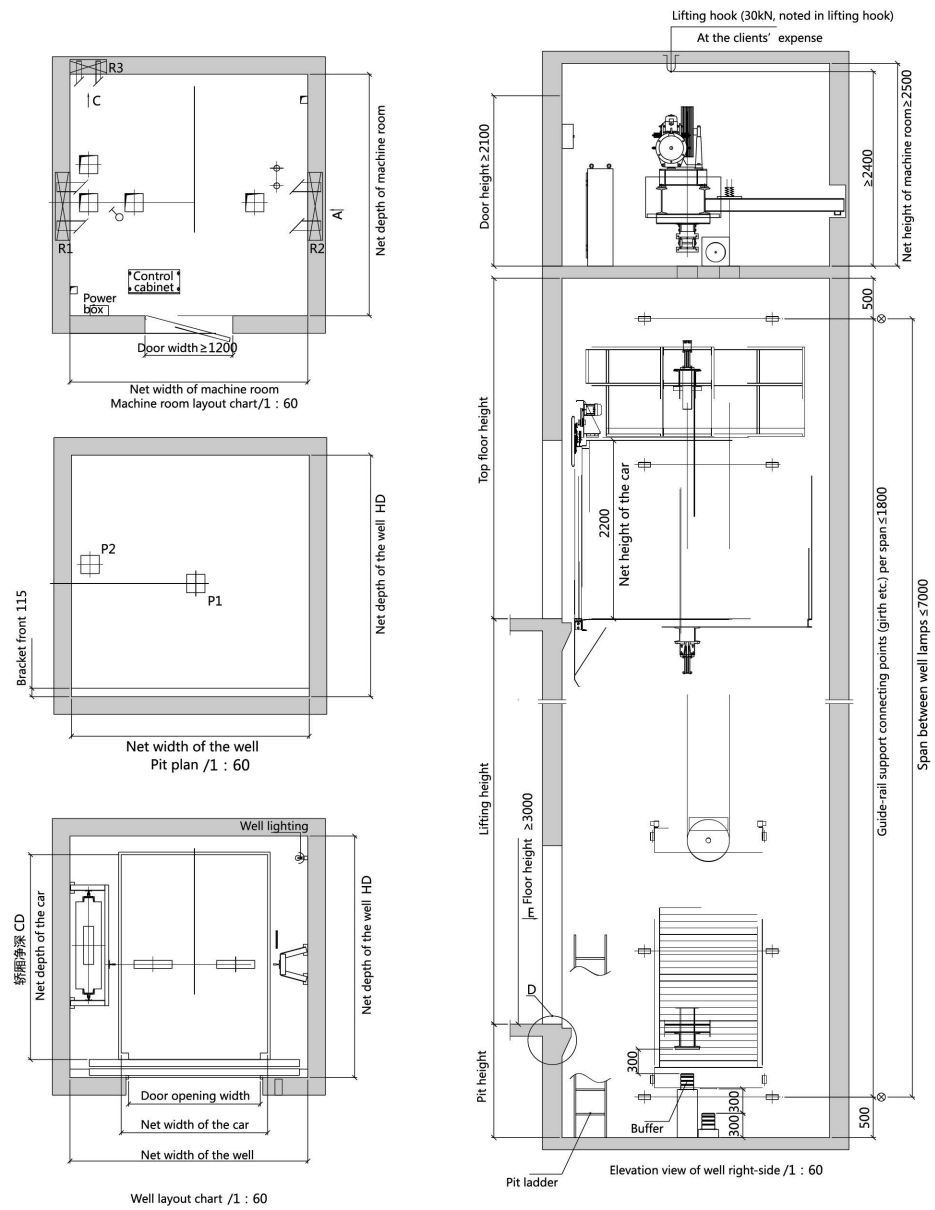 R3
C
R1
R2
A
Control
cabinet
Power
box
Door width≥1200
Net depth of machine room
Net width of machine room
Machine room layout chart/1：60
P2
P1
Bracket front 115
Net depth of the well HD
Net width of the well
Pit plan /1：60
Well lighting
轿厢净深 CD
Net depth of the car
Net depth of the well HD
Door opening width
Net width of the car
Net width of the well
Well layout chart /1：60
Lifting hook (30kN, noted in lifting hook)
At the clients' expense
Door height ≥2100
≥2400
Net height of machine room≥2500
500
Top floor height
2200
Net height of the car
Guide-rail support connecting points (girth etc.) per span ≤1800
Span between well lamps ≤7000
Lifting height
Floor height ≥3000
E
D
Pit height
300
300
300
Buffer
500
Pit ladder
Elevation view of well right-side /1：60